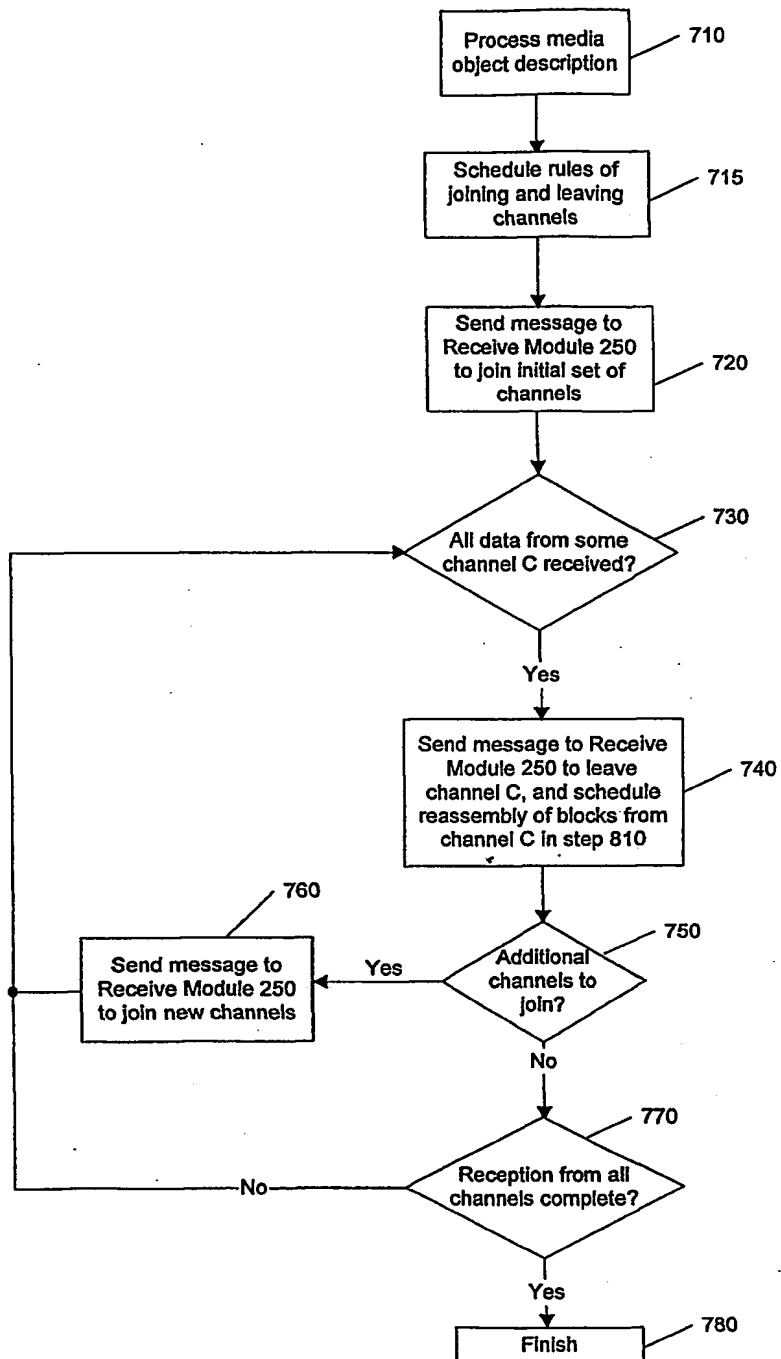 Process media
object description
710
Schedule rules of
joining and leaving
channels
715
Send message to
Receive Module 250
to join initial set of
channels
720
All data from some
channel C received?
730
Yes
Send message to Receive
Module 250 to leave
channel C, and schedule
reassembly of blocks from
channel C in step 810
740
Additional
channels to
join?
750
Yes
Send message to
Receive Module 250
to join new channels
760
No
Reception from all
channels complete?
770
No
Yes
Finish
780